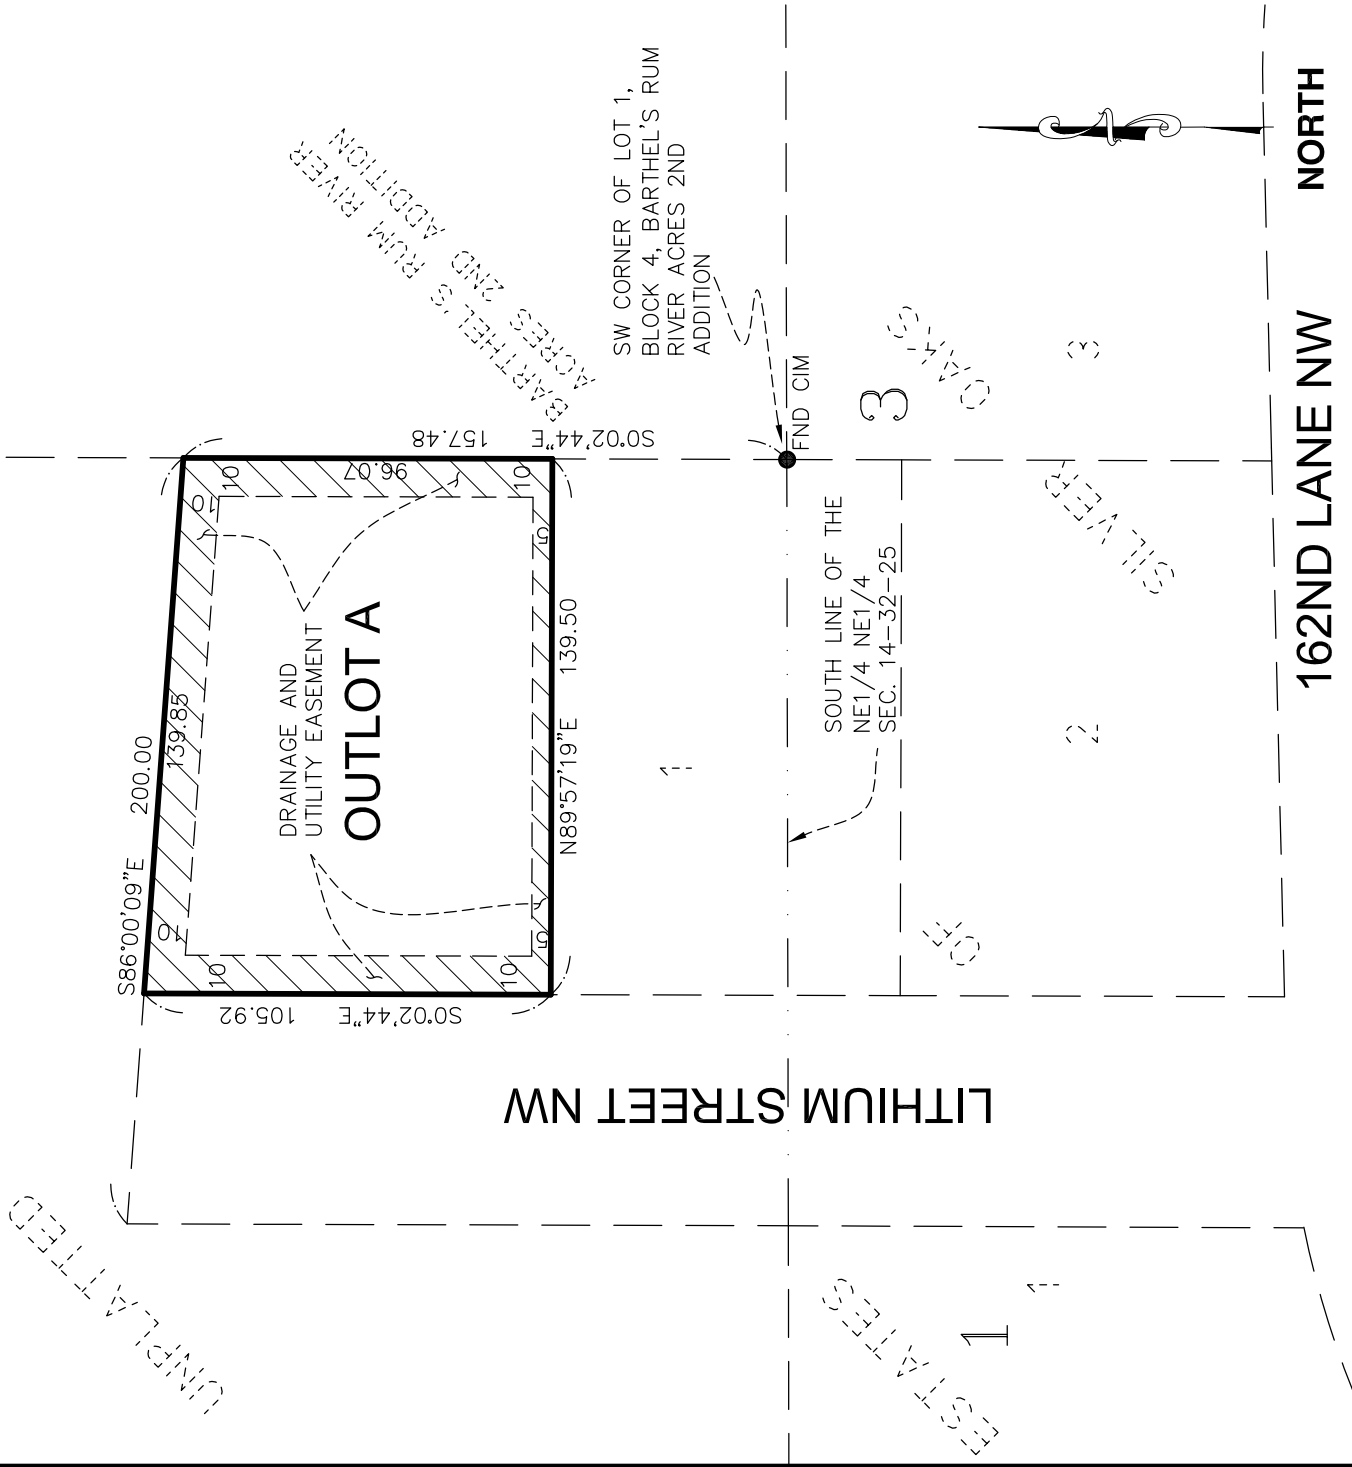 BARTHEL'S RUM RIVER
ACRES 2ND ADDITION
SW CORNER OF LOT 1,
BLOCK 4, BARTHEL'S RUM
RIVER ACRES 2ND
ADDITION
FND CIM
NORTH
S86°00'09"E 200.00
139.85
S0°02'44"E 157.48
96.07
S0°02'44"E 105.92
N89°57'19"E 139.50
10
10
10
10
10
10
5
5
DRAINAGE AND
UTILITY EASEMENT
OUTLOT A
1
SOUTH LINE OF THE
NE1/4 NE1/4
SEC. 14-32-25
3
3
2
SILVER OAKS
OF
ESTATES
1
1
UNPLATTED
LITHIUM STREET NW
162ND LANE NW